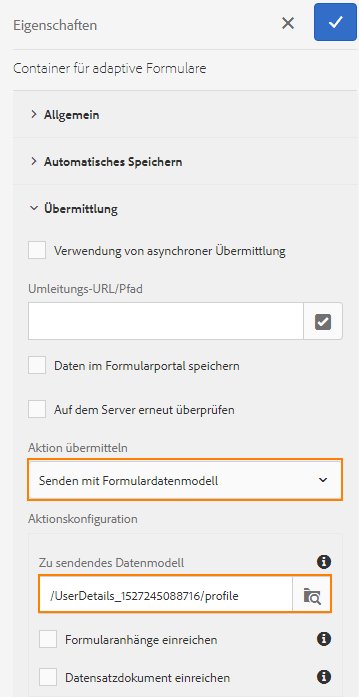 Eigenschaften
Container für adaptive Formulare
Allgemein
Automatisches Speichern
Übermittlung
Verwendung von asynchroner Übermittlung
Umleitungs-URL/Pfad
Daten im Formularportal speichern
Auf dem Server erneut überprüfen
Aktion übermitteln
Senden mit Formulardatenmodell
Aktionskonfiguration
Zu sendendes Datenmodell
/UserDetails_1527245088716/profile
Formularanhänge einreichen
Datensatzdokument einreichen